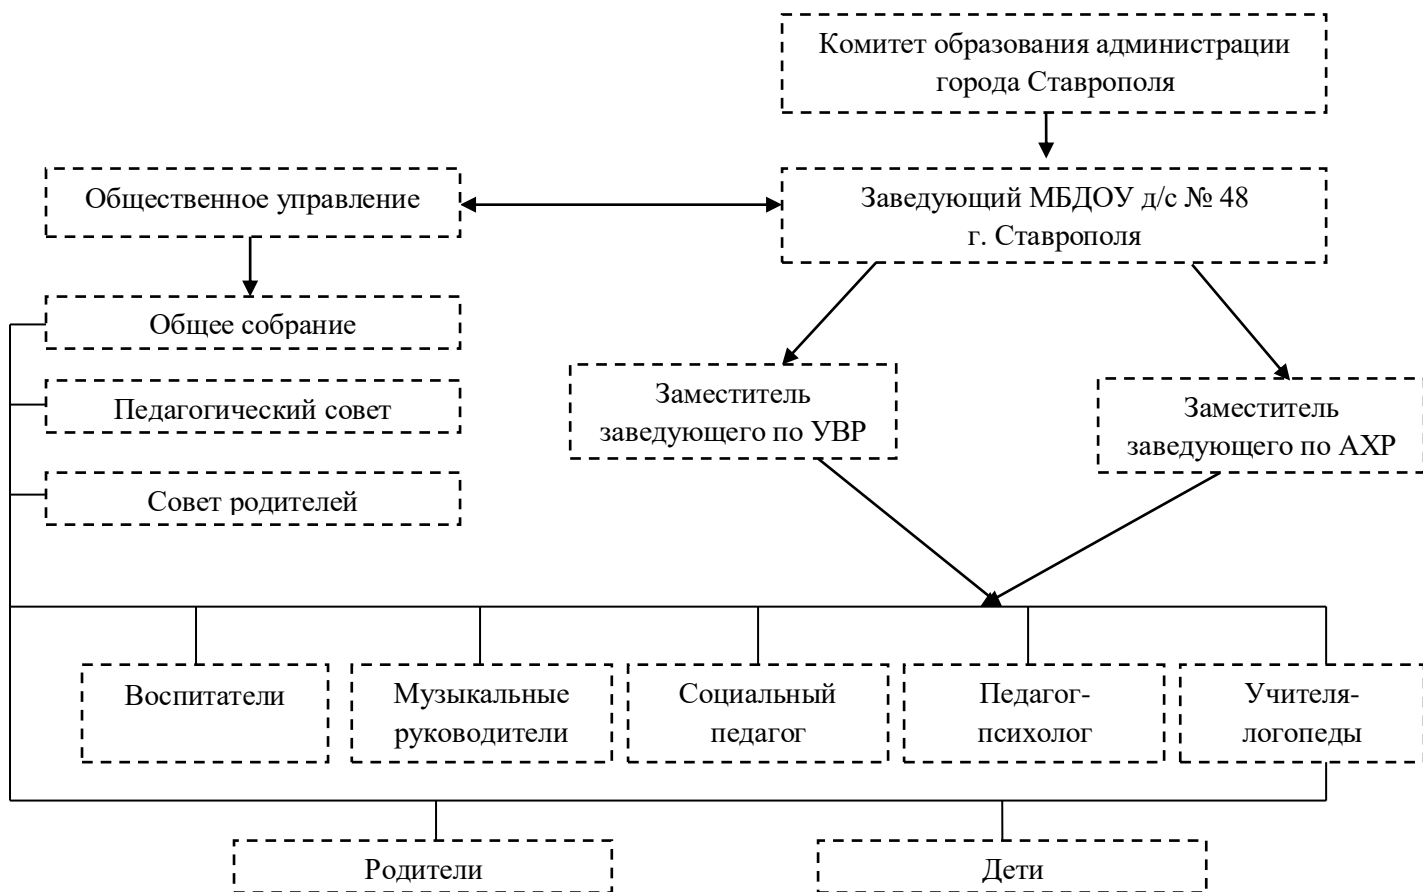 Комитет образования администрации
города Ставрополя
Общественное управление
Заведующий МБДОУ д/с № 48
г. Ставрополя
Общее собрание
Педагогический совет
Совет родителей
Заместитель
заведующего по УВР
Заместитель
заведующего по АХР
Воспитатели
Музыкальные
руководители
Социальный
педагог
Педагог-
психолог
Учителя-
логопеды
Родители
Дети